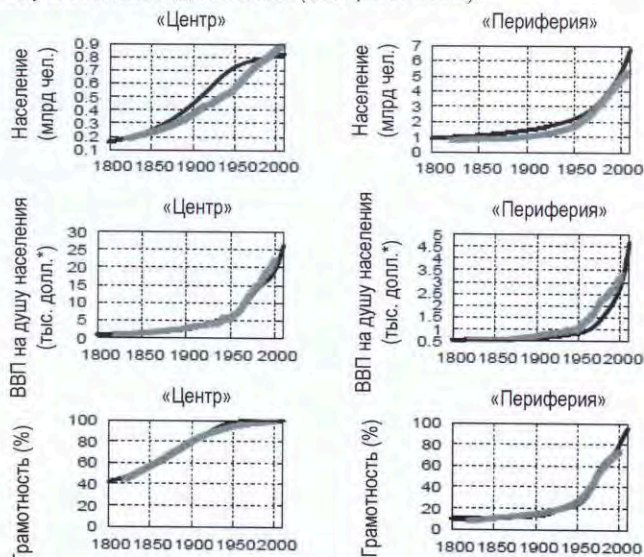 «Центр»
Население
(млрд чел.)
0.9
0.8
0.7
0.6
0.5
0.4
0.3
0.2
0.1
1800 1850 1900 1950 2000
«Периферия»
Население
(млрд чел.)
7
6
5
4
3
2
1
0
1800 1850 1900 1950 2000
«Центр»
ВВП на душу населения
(тыс. долл.*)
30
25
20
15
10
5
0
1800 1850 1900 1950 2000
«Периферия»
ВВП на душу населения
(тыс. долл.*)
5
4.5
4
3.5
3
2.5
2
1.5
1
0.5
1800 1850 1900 1950 2000
«Центр»
Грамотность (%)
100
80
60
40
20
0
1800 1850 1900 1950 2000
«Периферия»
Грамотность (%)
100
80
60
40
20
0
1800 1850 1900 1950 2000